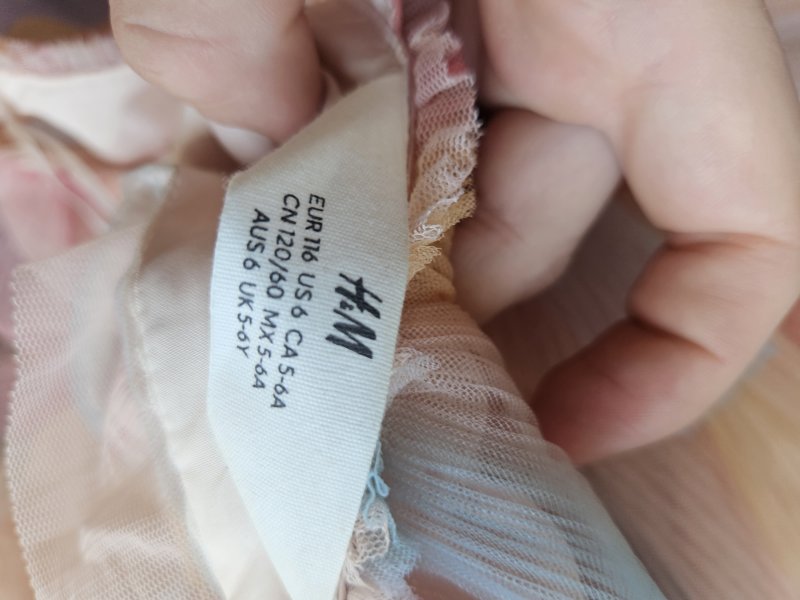 H&M
EUR 116 US 6 CA 5-6A
CN 120/60 MX 5-6A
AUS 6 UK 5-6Y